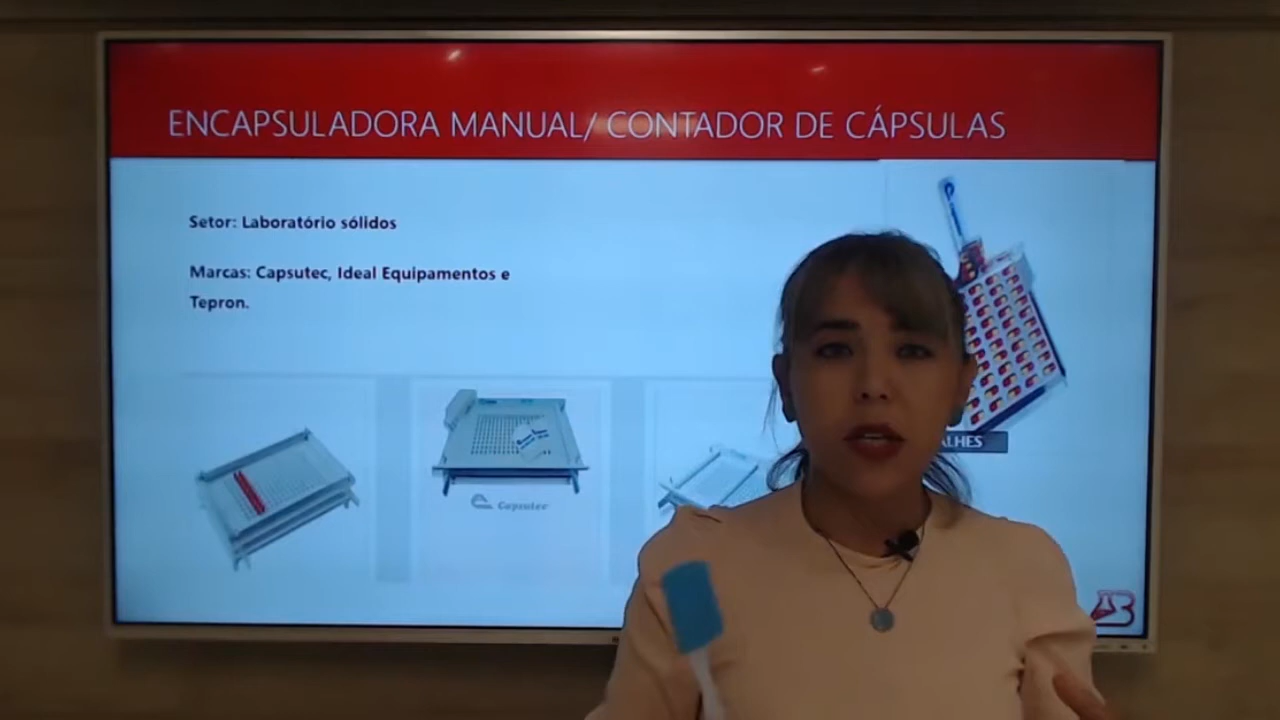 ENCAPSULADORA MANUAL/ CONTADOR DE CÁPSULAS
Setor: Laboratório sólidos
Marcas: Capsutec, Ideal Equipamentos e
Tepron.
Capsutec